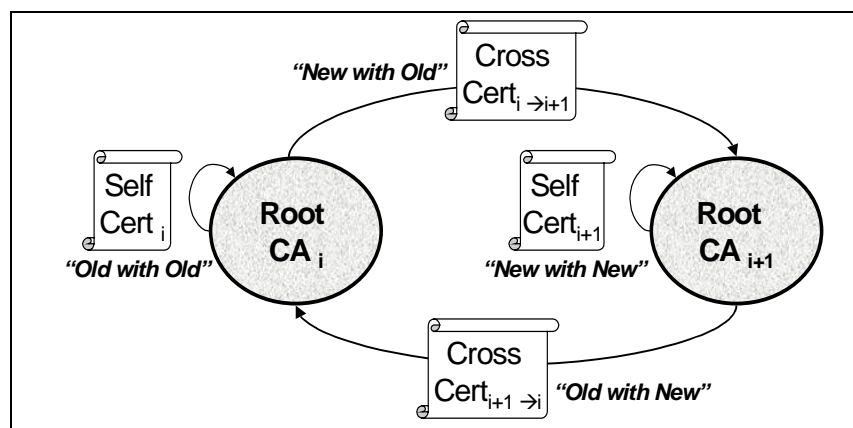 “New with Old”
Cross
Cert i →i+1
Self
Cert i
“Old with Old”
Root
CA i
Self
Cert i+1
“New with New”
Root
CA i+1
Cross
Cert i+1 →i
“Old with New”